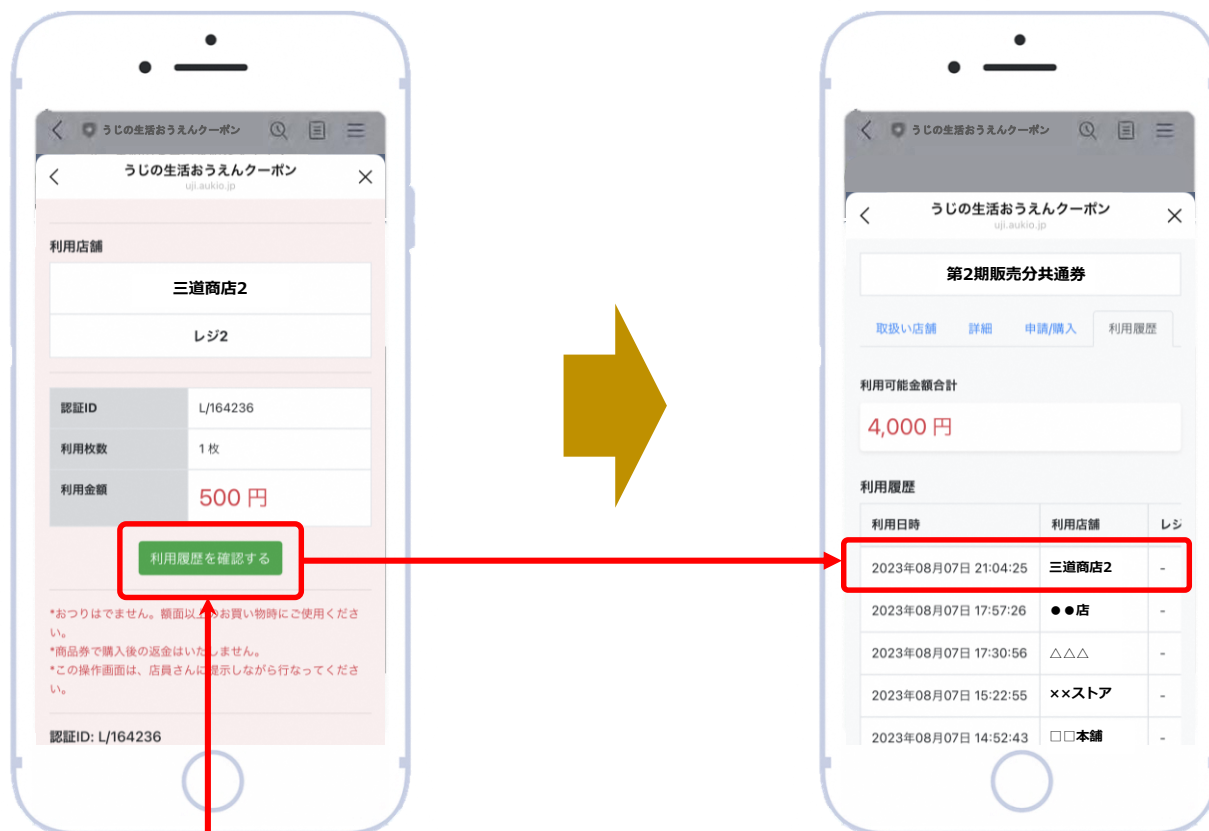 うじの生活おうえんクーポン
うじの生活おうえんクーポン
uji.aukio.jp
利用店舗
三道商店2
レジ2
認証ID L/164236
利用枚数 1 枚
利用金額 500 円
利用履歴を確認する
*おつりはでません。額面以上のお買い物時にご使用くださ
い。
*商品券で購入後の返金はいたしません。
*この操作画面は、店員さんに提示しながら行なってくださ
い。
認証ID: L/164236
うじの生活おうえんクーポン
うじの生活おうえんクーポン
uji.aukio.jp
第2期販売分共通券
取扱い店舗 詳細 申請/購入 利用履歴
利用可能金額合計
4,000 円
利用履歴
利用日時 利用店舗 レジ
2023年08月07日 21:04:25 三道商店2 -
2023年08月07日 17:57:26 ●●店 -
2023年08月07日 17:30:56 △△△ -
2023年08月07日 15:22:55 ××ストア -
2023年08月07日 14:52:43 □□本舗 -